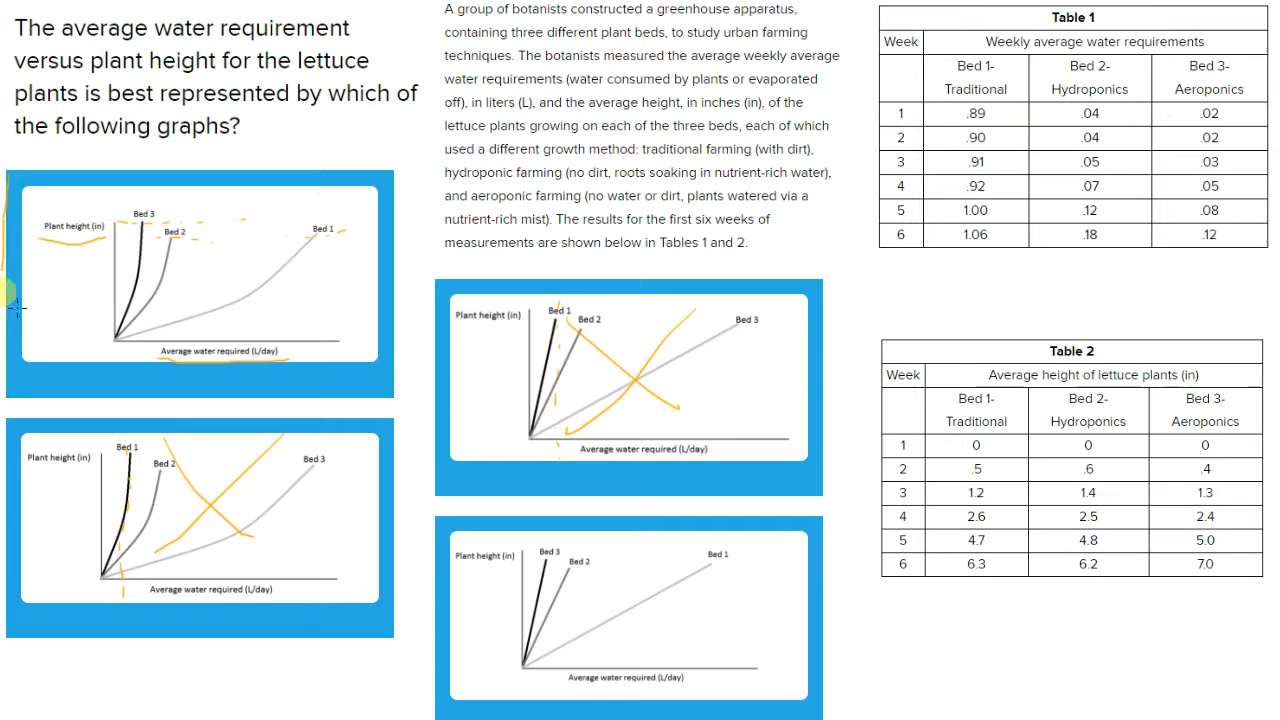 The average water requirement
versus plant height for the lettuce
plants is best represented by which of
the following graphs?
Plant height (in)
Bed 3
Bed 2
Bed 1
Average water required (L/day)
Plant height (in)
Bed 1
Bed 2
Bed 3
Average water required (L/day)
A group of botanists constructed a greenhouse apparatus,
containing three different plant beds, to study urban farming
techniques. The botanists measured the average weekly average
water requirements (water consumed by plants or evaporated
off), in liters (L), and the average height, in inches (in), of the
lettuce plants growing on each of the three beds, each of which
used a different growth method: traditional farming (with dirt),
hydroponic farming (no dirt, roots soaking in nutrient-rich water),
and aeroponic farming (no water or dirt, plants watered via a
nutrient-rich mist). The results for the first six weeks of
measurements are shown below in Tables 1 and 2.
Plant height (in)
Bed 1
Bed 2
Bed 3
Average water required (L/day)
Plant height (in)
Bed 3
Bed 2
Bed 1
Average water required (L/day)
Table 1
Week Weekly average water requirements
Bed 1- Bed 2- Bed 3-
Traditional Hydroponics Aeroponics
1 .89 .04 .02
2 .90 .04 .02
3 .91 .05 .03
4 .92 .07 .05
5 1.00 .12 .08
6 1.06 .18 .12
Table 2
Week Average height of lettuce plants (in)
Bed 1- Bed 2- Bed 3-
Traditional Hydroponics Aeroponics
1 0 0 0
2 .5 .6 .4
3 1.2 1.4 1.3
4 2.6 2.5 2.4
5 4.7 4.8 5.0
6 6.3 6.2 7.0